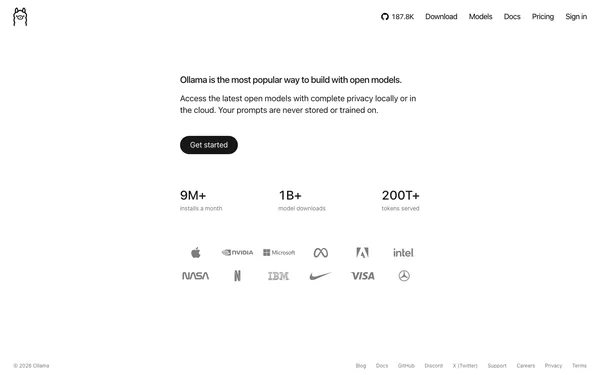 187.8K Download Models Docs Pricing Sign in
Ollama is the most popular way to build with open models.
Access the latest open models with complete privacy locally or in
the cloud. Your prompts are never stored or trained on.
Get started
9M+ 1B+ 200T+
installs a month model downloads tokens served
NVIDIA Microsoft intel
NASA N IBM VISA
© 2026 Ollama Blog Docs GitHub Discord X (Twitter) Support Careers Privacy Terms